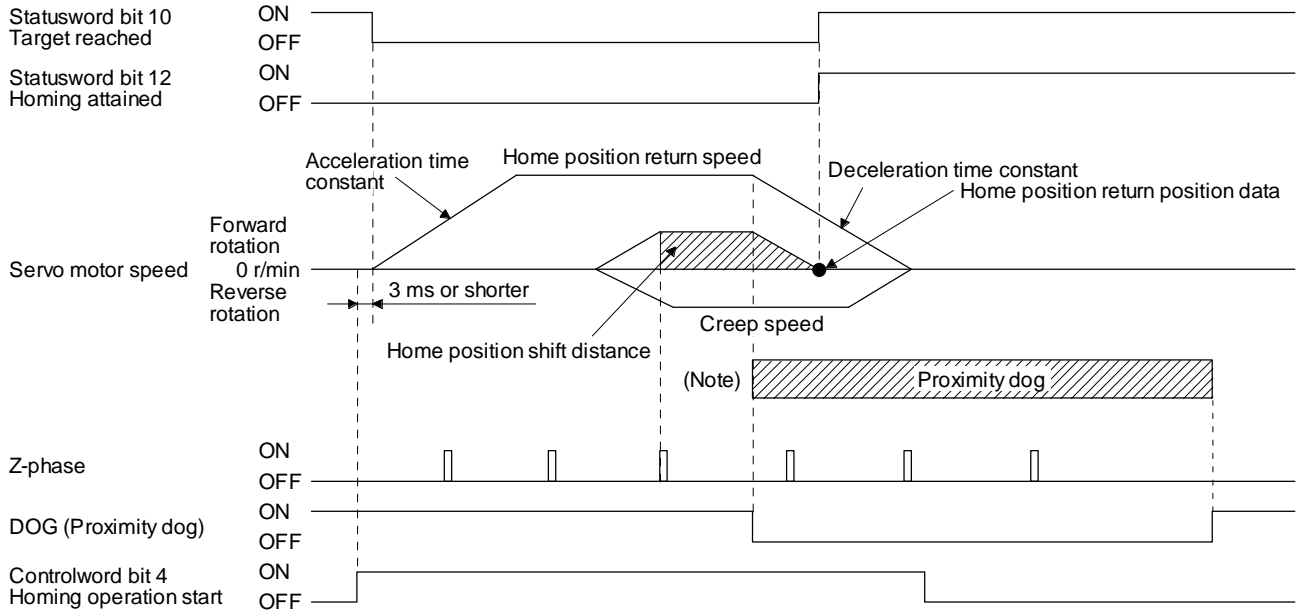 Statusword bit 10
Target reached
ON
OFF
Statusword bit 12
Homing attained
ON
OFF
Acceleration time
constant
Home position return speed
Deceleration time constant
Home position return position data
Servo motor speed
Forward
rotation
0 r/min
Reverse
rotation
3 ms or shorter
Creep speed
Home position shift distance
(Note)
Proximity dog
Z-phase
ON
OFF
DOG (Proximity dog)
ON
OFF
Controlword bit 4
Homing operation start
ON
OFF